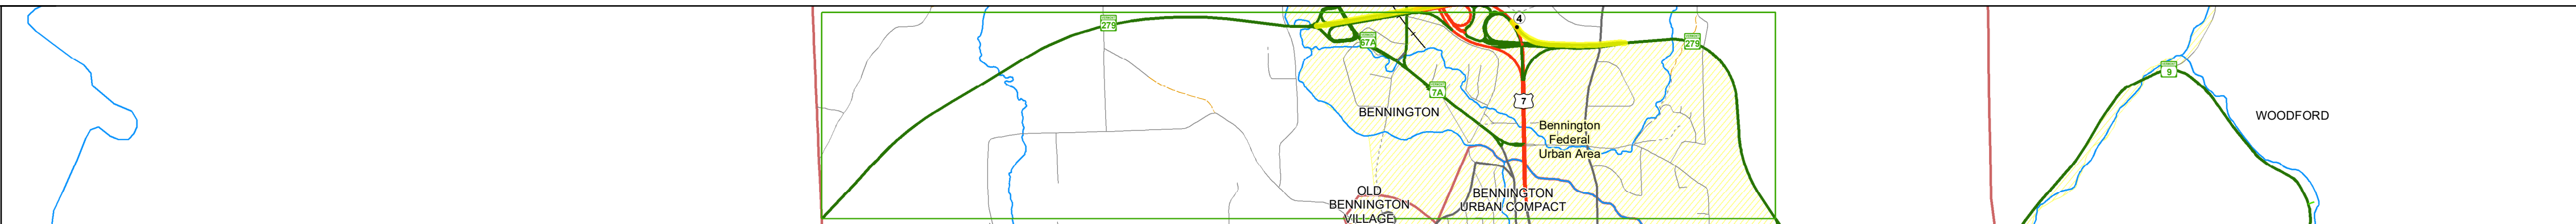 279
67A
4
279
7A
7
9
BENNINGTON
WOODFORD
Bennington
Federal
Urban Area
OLD
BENNINGTON
VILLAGE
BENNINGTON
URBAN COMPACT